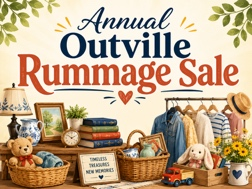 Annual
Outville
Rummage Sale
TIMELESS
TREASURES
NEW MEMORIES